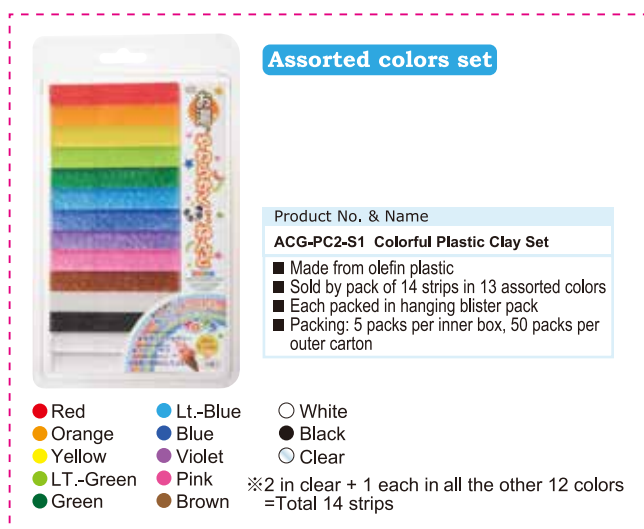 Assorted colors set
Product No. & Name
ACG-PC2-S1 Colorful Plastic Clay Set
■ Made from olefin plastic
■ Sold by pack of 14 strips in 13 assorted colors
■ Each packed in hanging blister pack
■ Packing: 5 packs per inner box, 50 packs per
outer carton
Red
Orange
Yellow
LT.-Green
Green
Lt.-Blue
Blue
Violet
Pink
Brown
White
Black
Clear
※2 in clear + 1 each in all the other 12 colors
=Total 14 strips